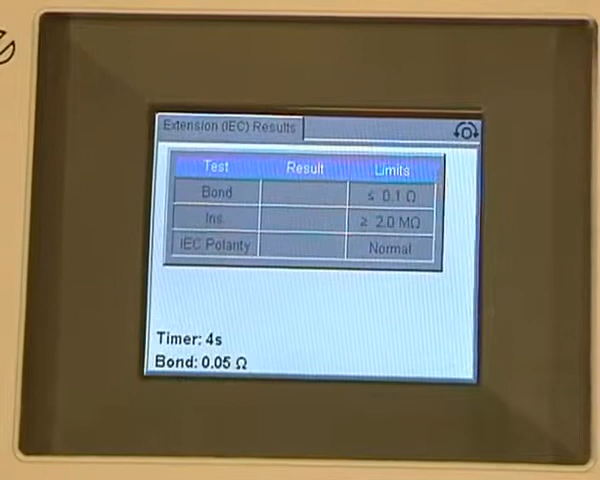 Extension (IEC) Results
Test Result Limits
Bond ≤ 0.1 Ω
Ins. ≥ 2.0 MΩ
IEC Polarity Normal
Timer: 4s
Bond: 0.05 Ω